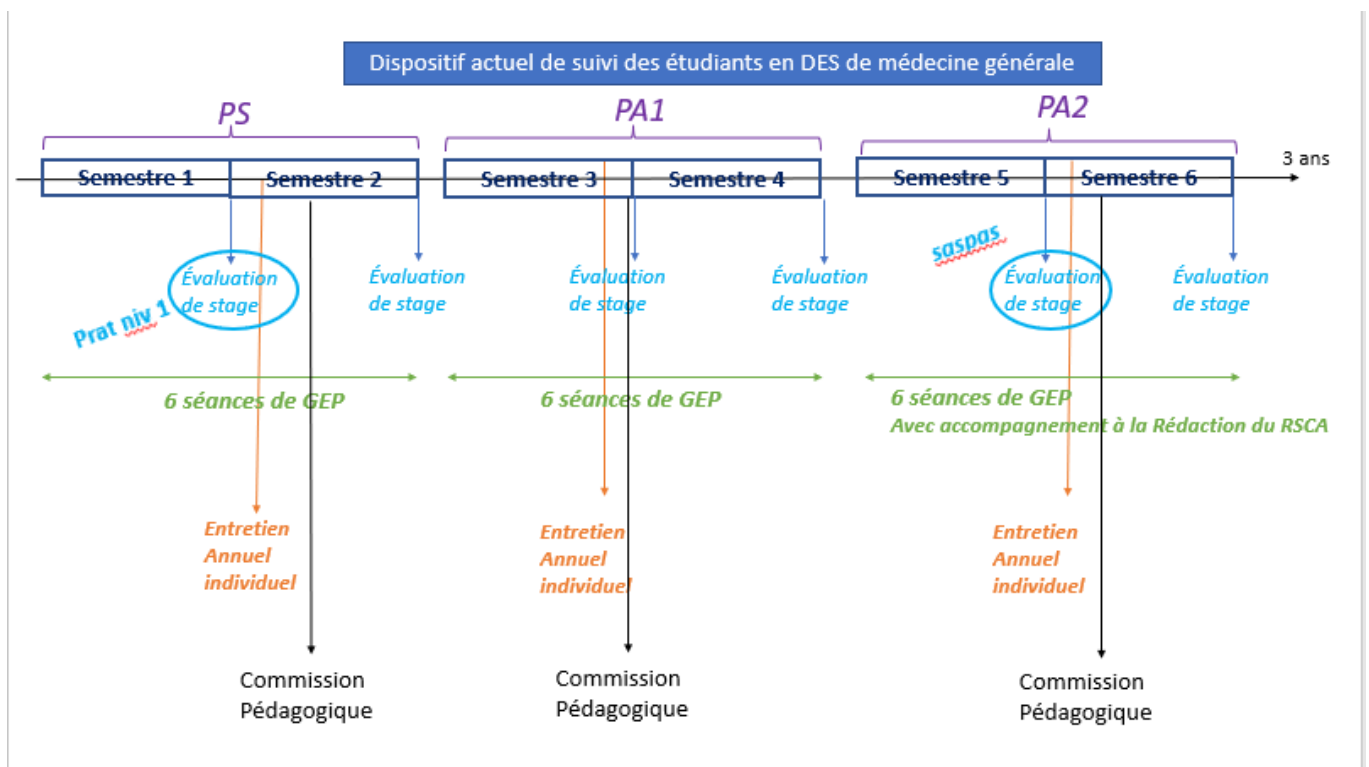 Dispositif actuel de suivi des étudiants en DES de médecine générale
PS
PA1
PA2
Semestre 1
Semestre 2
Semestre 3
Semestre 4
Semestre 5
Semestre 6
3 ans
Prat niv 1
Évaluation
de stage
Évaluation
de stage
Évaluation
de stage
Évaluation
de stage
saspas
Évaluation
de stage
Évaluation
de stage
6 séances de GEP
6 séances de GEP
6 séances de GEP
Avec accompagnement à la Rédaction du RSCA
Entretien
Annuel
individuel
Entretien
Annuel
individuel
Entretien
Annuel
individuel
Commission
Pédagogique
Commission
Pédagogique
Commission
Pédagogique